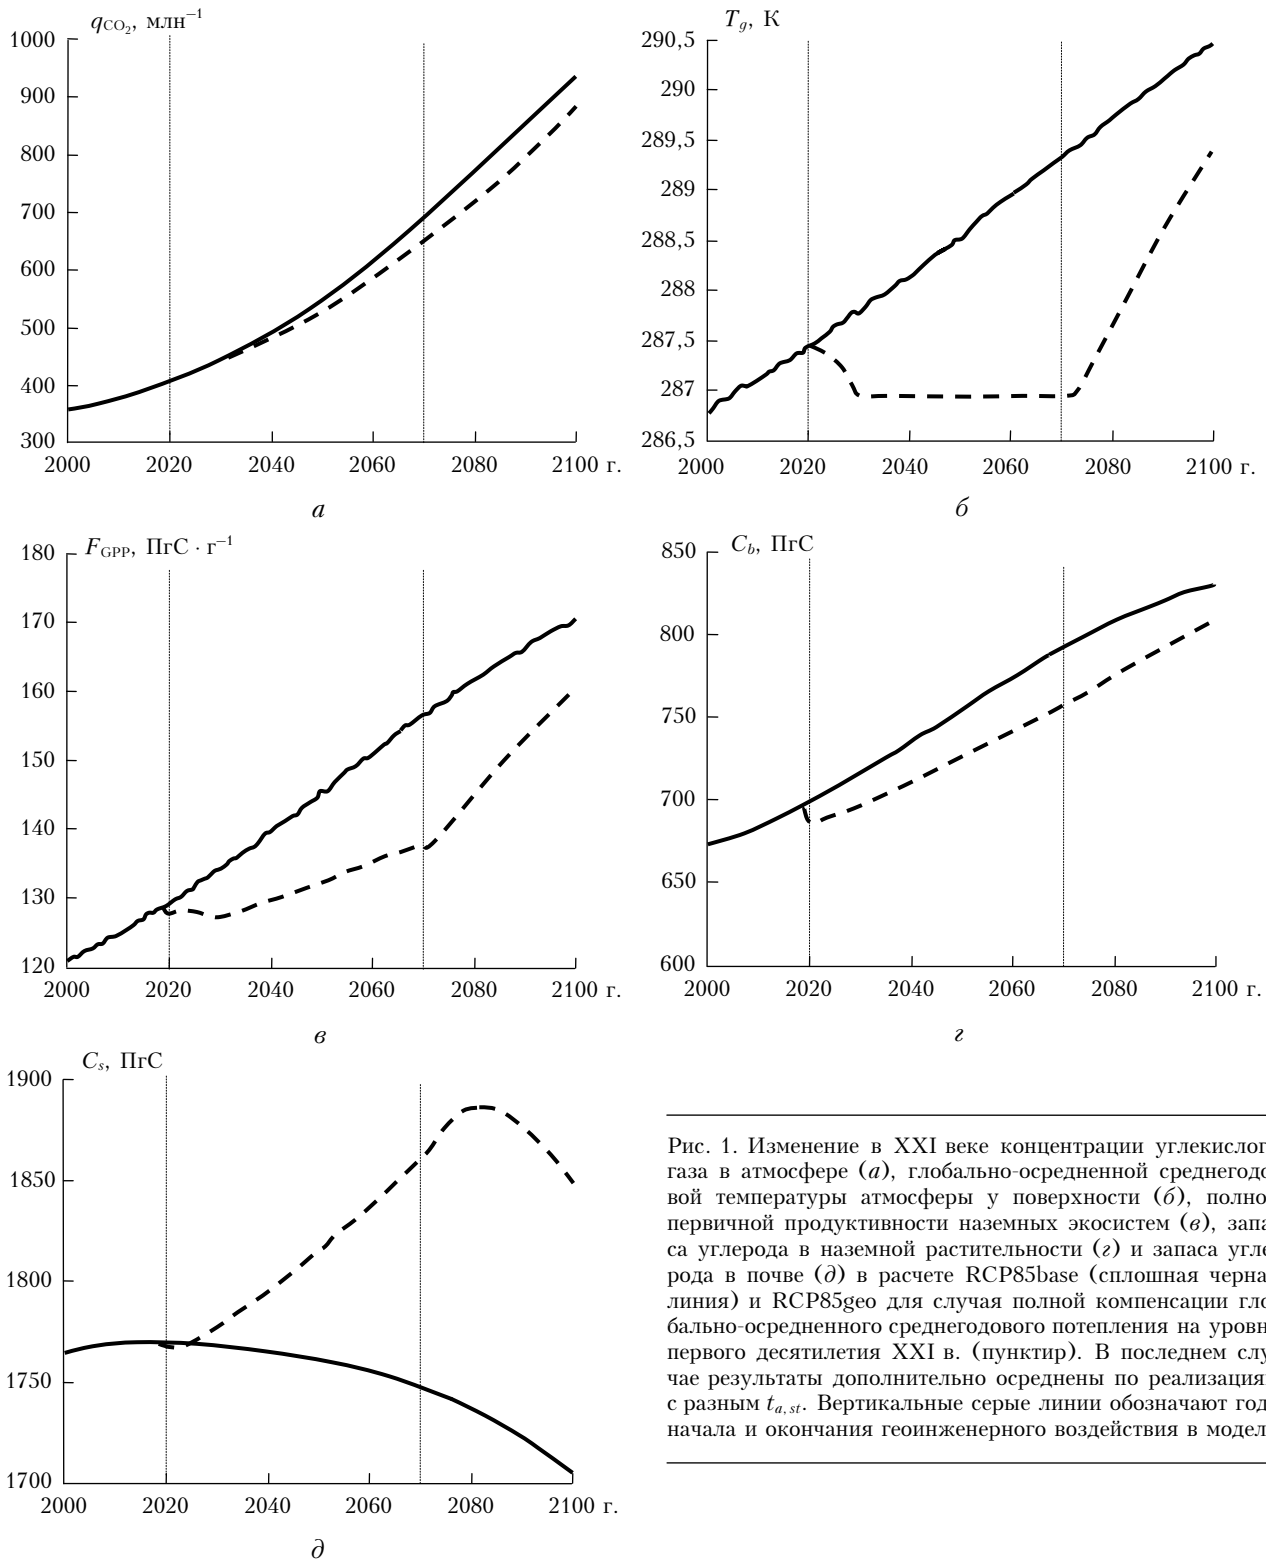 q_CO₂, млн⁻¹
1000
900
800
700
600
500
400
300
2000 2020 2040 2060 2080 2100 г.
а
T_g, К
290,5
290
289,5
289
288,5
288
287,5
287
286,5
2000 2020 2040 2060 2080 2100 г.
б
F_GPP, ПгС · г⁻¹
180
170
160
150
140
130
120
2000 2020 2040 2060 2080 2100 г.
в
C_b, ПгС
850
800
750
700
650
600
2000 2020 2040 2060 2080 2100 г.
г
C_s, ПгС
1900
1850
1800
1750
1700
2000 2020 2040 2060 2080 2100 г.
д
Рис. 1. Изменение в XXI веке концентрации углекислог
газа в атмосфере (а), глобально-осредненной среднегодо
вой температуры атмосферы у поверхности (б), полно
первичной продуктивности наземных экосистем (в), запа
са углерода в наземной растительности (г) и запаса угле
рода в почве (д) в расчете RCP85base (сплошная черна
линия) и RCP85geo для случая полной компенсации гло
бально-осредненного среднегодового потепления на уровн
первого десятилетия XXI в. (пунктир). В последнем слу
чае результаты дополнительно осреднены по реализация
с разным t_a, st. Вертикальные серые линии обозначают год
начала и окончания геоинженерного воздействия в модел